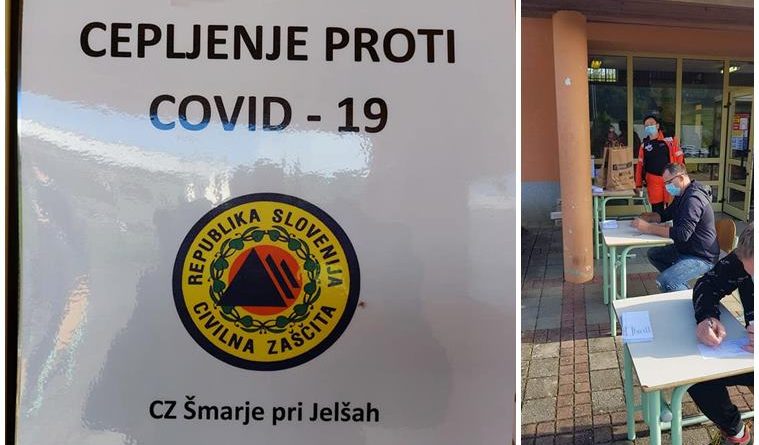 CEPLJENJE PROTI
COVID - 19
REPUBLIKA SLOVENIJA
CIVILNA ZAŠČITA
CZ Šmarje pri Jelšah